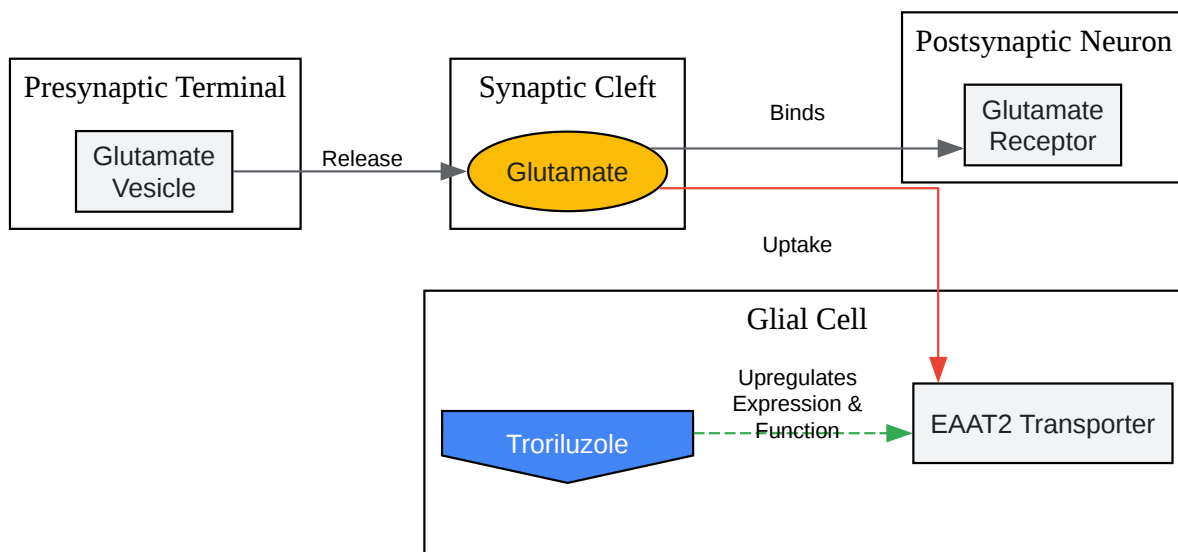 Presynaptic Terminal
Glutamate
Vesicle
Release
Synaptic Cleft
Glutamate
Binds
Postsynaptic Neuron
Glutamate
Receptor
Uptake
Glial Cell
Troriluzole
Upregulates
Expression &
Function
EAAT2 Transporter